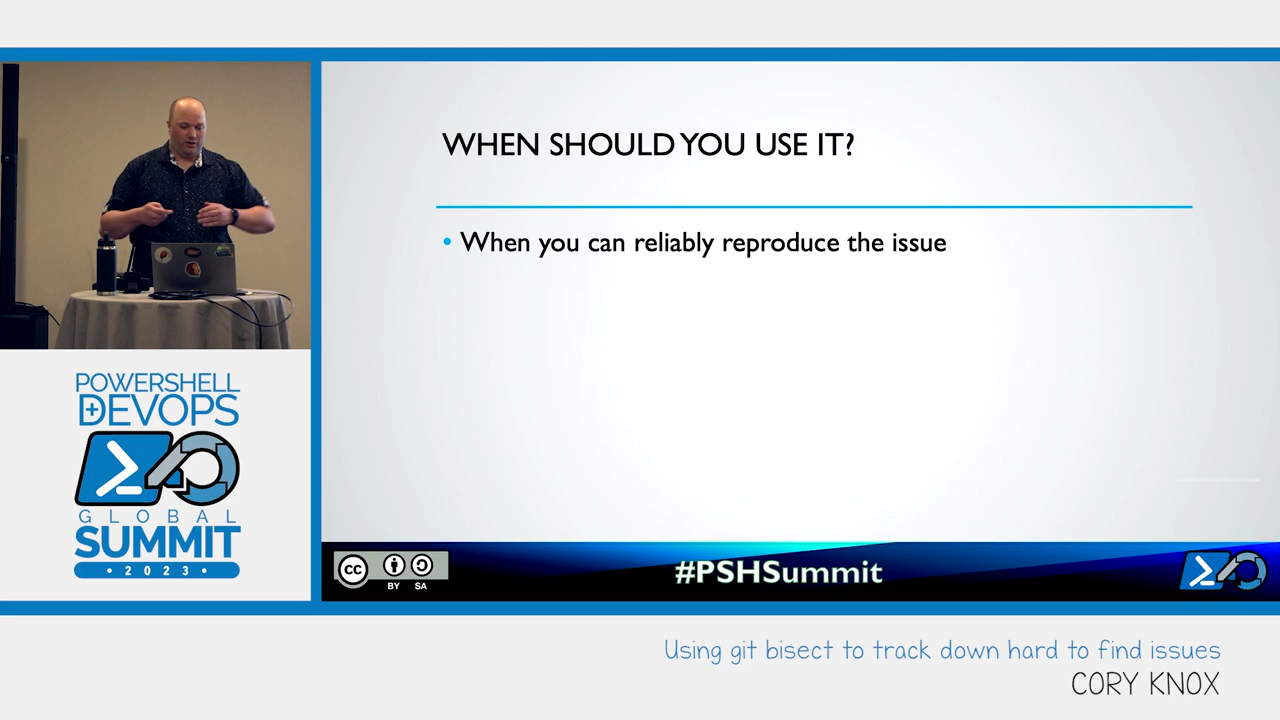 WHEN SHOULD YOU USE IT?
• When you can reliably reproduce the issue
POWERSHELL
+DEVOPS
GLOBAL
SUMMIT
• 2023 •
cc
BY SA
#PSHSummit
Using git bisect to track down hard to find issues
CORY KNOX